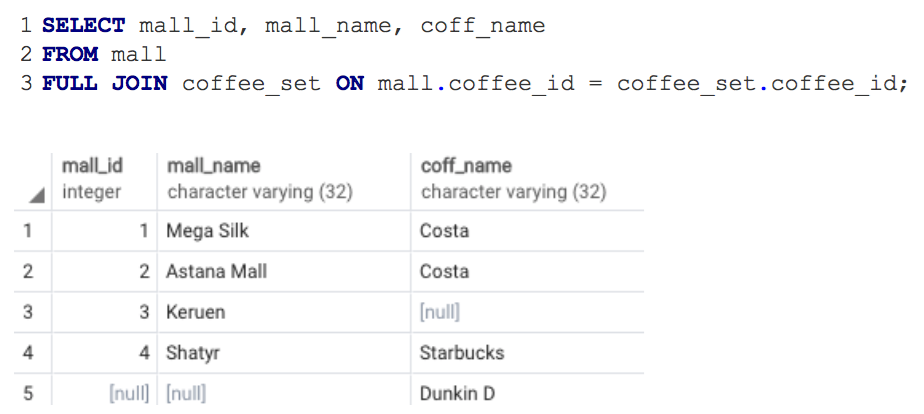 1 SELECT mall_id, mall_name, coff_name
2 FROM mall
3 FULL JOIN coffee_set ON mall.coffee_id = coffee_set.coffee_id;
mall_id mall_name coff_name
integer character varying (32) character varying (32)
1 1 Mega Silk Costa
2 2 Astana Mall Costa
3 3 Keruen [null]
4 4 Shatyr Starbucks
5 [null] [null] Dunkin D